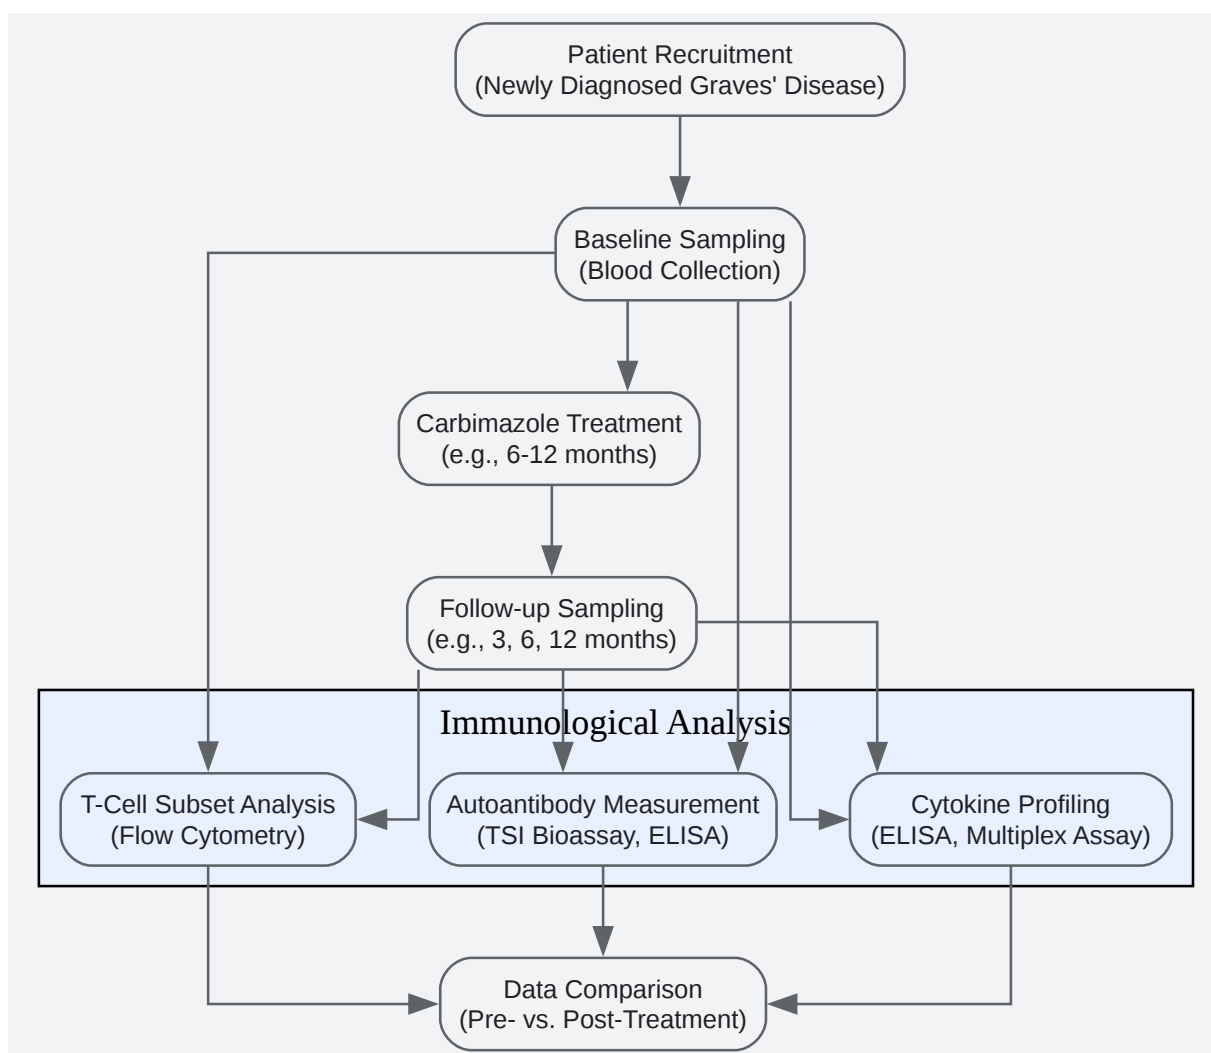 Patient Recruitment
(Newly Diagnosed Graves' Disease)
Baseline Sampling
(Blood Collection)
Carbimazole Treatment
(e.g., 6-12 months)
Follow-up Sampling
(e.g., 3, 6, 12 months)
Immunological Analysis
T-Cell Subset Analysis
(Flow Cytometry)
Autoantibody Measurement
(TSI Bioassay, ELISA)
Cytokine Profiling
(ELISA, Multiplex Assay)
Data Comparison
(Pre- vs. Post-Treatment)